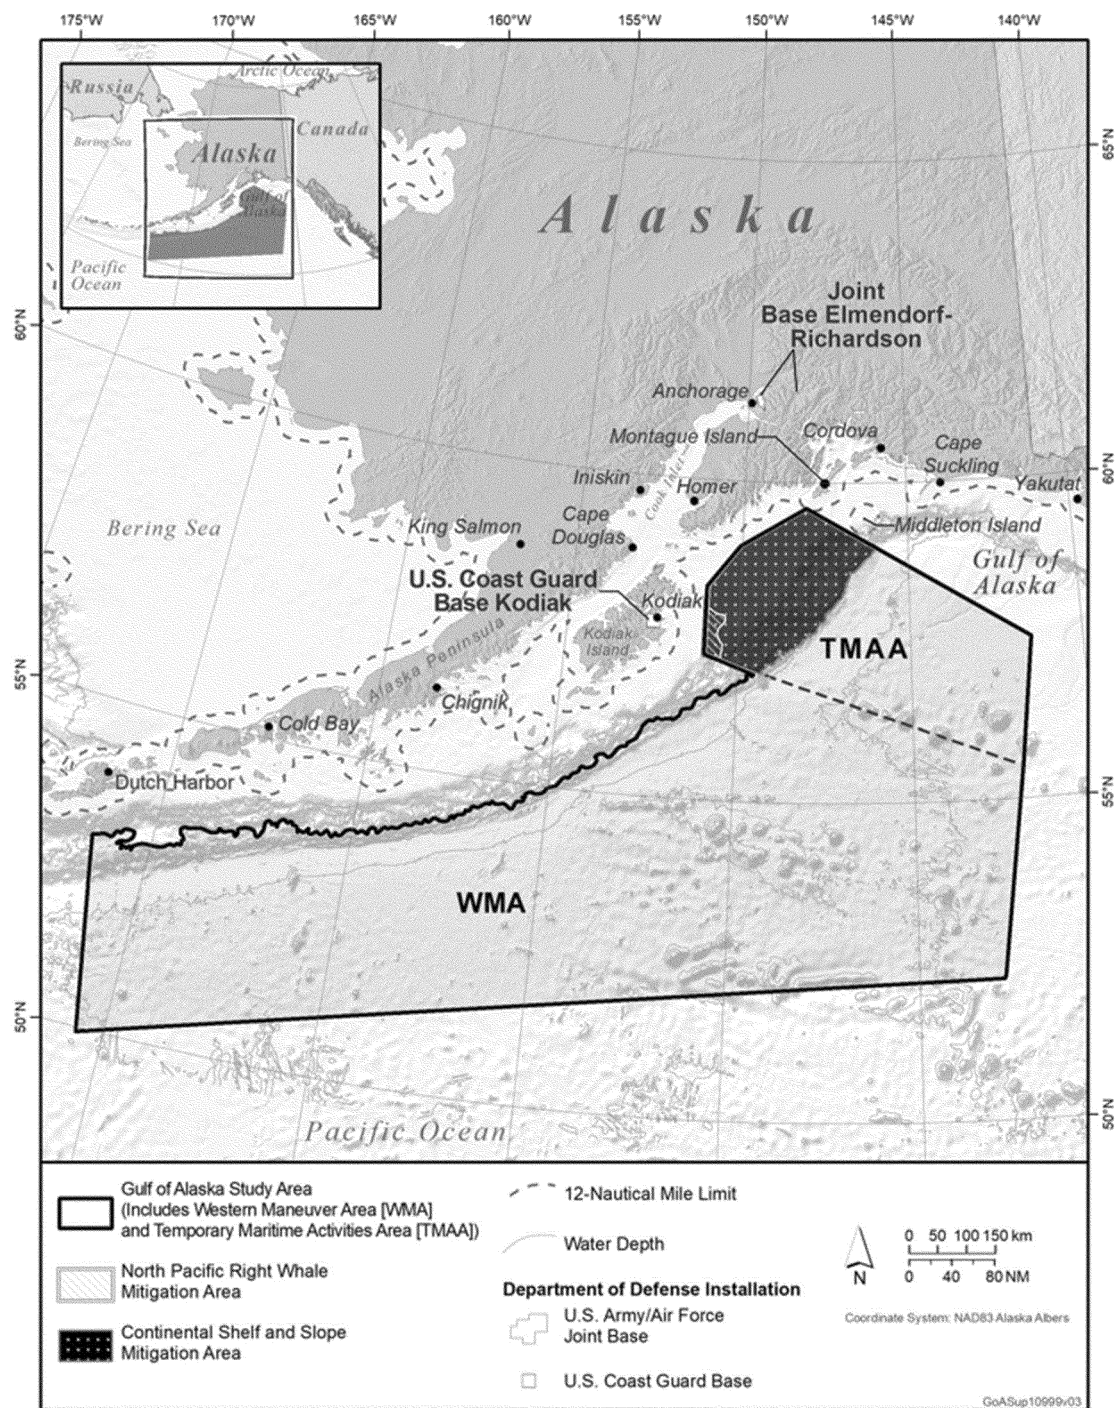 175°W 170°W 165°W 160°W 155°W 150°W 145°W 140°W
65°N
60°N
55°N
50°N
60°N
55°N
50°N
Arctic Ocean
Russia
Canada
Bering Sea
Alaska
Gulf of
Alaska
Pacific
Ocean
Alaska
Joint
Base Elmendorf-
Richardson
Anchorage
Montague Island
Cordova
Cape
Suckling
Yakutat
Iniskin
Cook Inlet
Homer
Cape
Douglas
King Salmon
Middleton Island
Bering Sea
Gulf of
Alaska
U.S. Coast Guard
Base Kodiak
Kodiak
Kodiak
Island
TMAA
Alaska Peninsula
Chignik
Cold Bay
Dutch Harbor
WMA
Pacific Ocean
Gulf of Alaska Study Area
(Includes Western Maneuver Area [WMA]
and Temporary Maritime Activities Area [TMAA])
North Pacific Right Whale
Mitigation Area
Continental Shelf and Slope
Mitigation Area
12-Nautical Mile Limit
Water Depth
Department of Defense Installation
U.S. Army/Air Force
Joint Base
U.S. Coast Guard Base
N
0 50 100 150 km
0 40 80 NM
Coordinate System: NAD83 Alaska Albers
GoASup10999v03